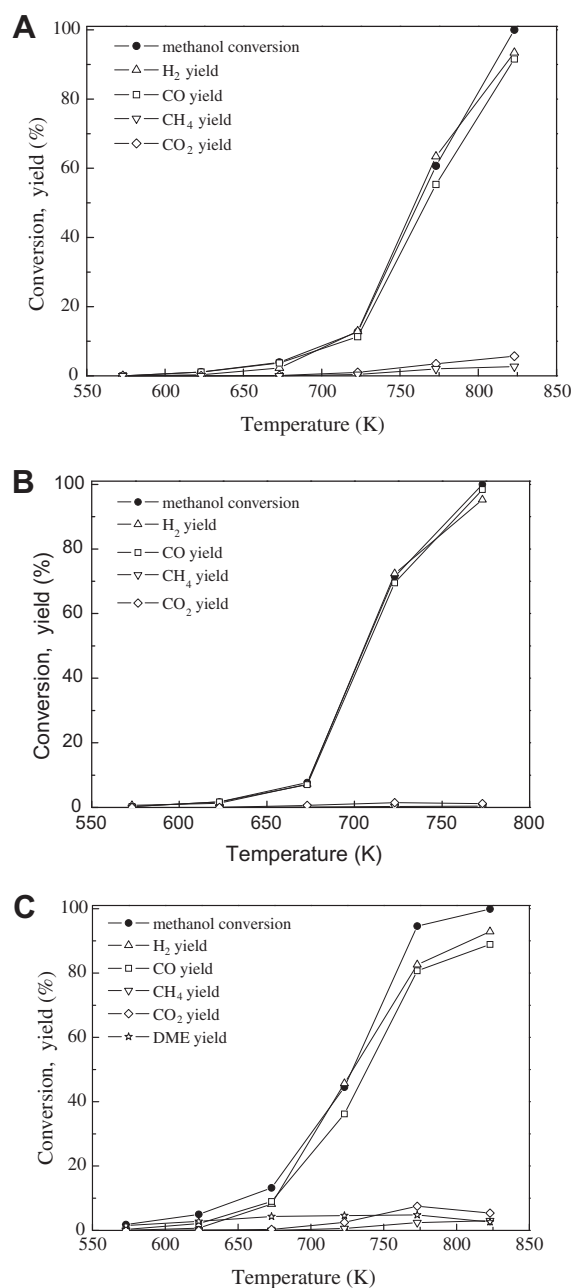 A
methanol conversion
H2 yield
CO yield
CH4 yield
CO2 yield
Conversion, yield (%)
100
80
60
40
20
0
550 600 650 700 750 800 850
Temperature (K)
B
methanol conversion
H2 yield
CO yield
CH4 yield
CO2 yield
Conversion, yield (%)
100
80
60
40
20
0
550 600 650 700 750 800
Temperature (K)
C
methanol conversion
H2 yield
CO yield
CH4 yield
CO2 yield
DME yield
Conversion, yield (%)
100
80
60
40
20
0
550 600 650 700 750 800 850
Temperature (K)